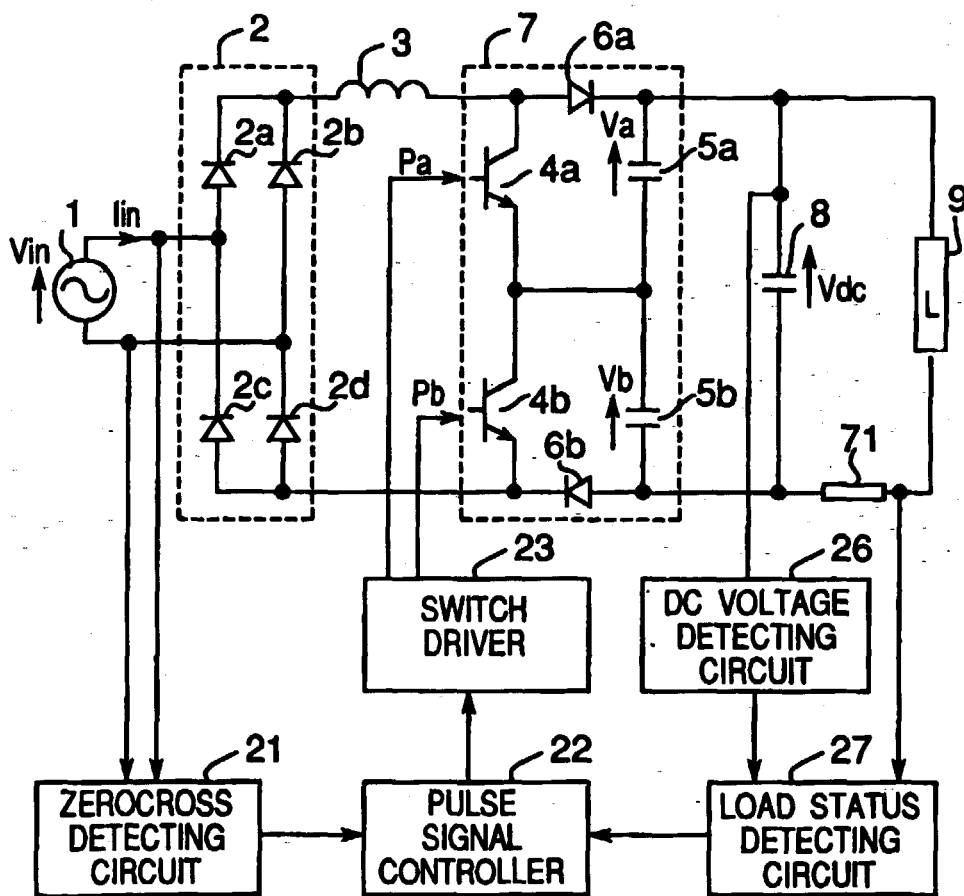 2
3
7
6a
2a
2b
Va
5a
Pa
4a
8
9
1
Iin
Vin
Vdc
L
2c
2d
Pb
4b
Vb
5b
6b
71
23
26
SWITCH
DRIVER
DC VOLTAGE
DETECTING
CIRCUIT
21
22
27
ZEROCROSS
DETECTING
CIRCUIT
PULSE
SIGNAL
CONTROLLER
LOAD STATUS
DETECTING
CIRCUIT